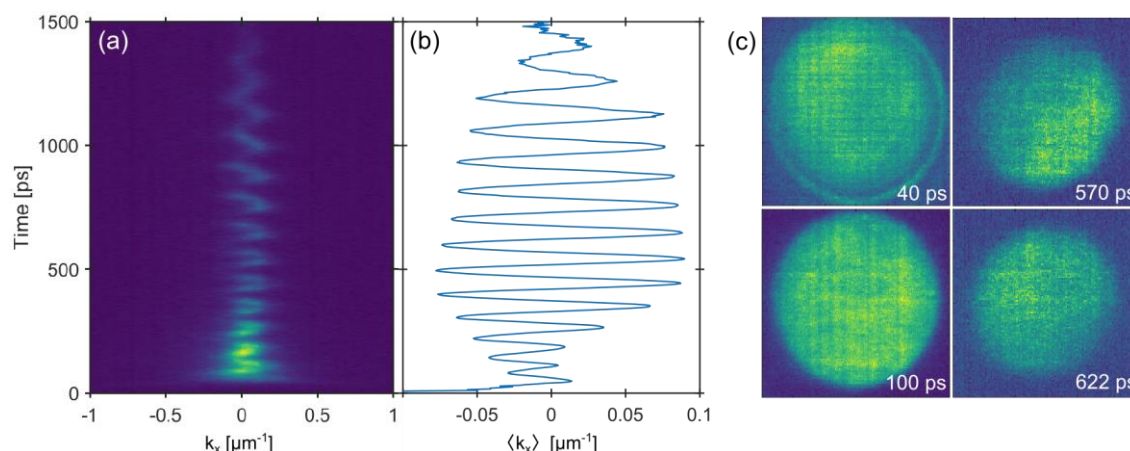 (a)
(b)
(c)
1500
1000
500
0
Time [ps]
-1
-0.5
0
0.5
1
kₓ [µm⁻¹]
-0.05
0
0.05
0.1
⟨kₓ⟩ [µm⁻¹]
40 ps
570 ps
100 ps
622 ps